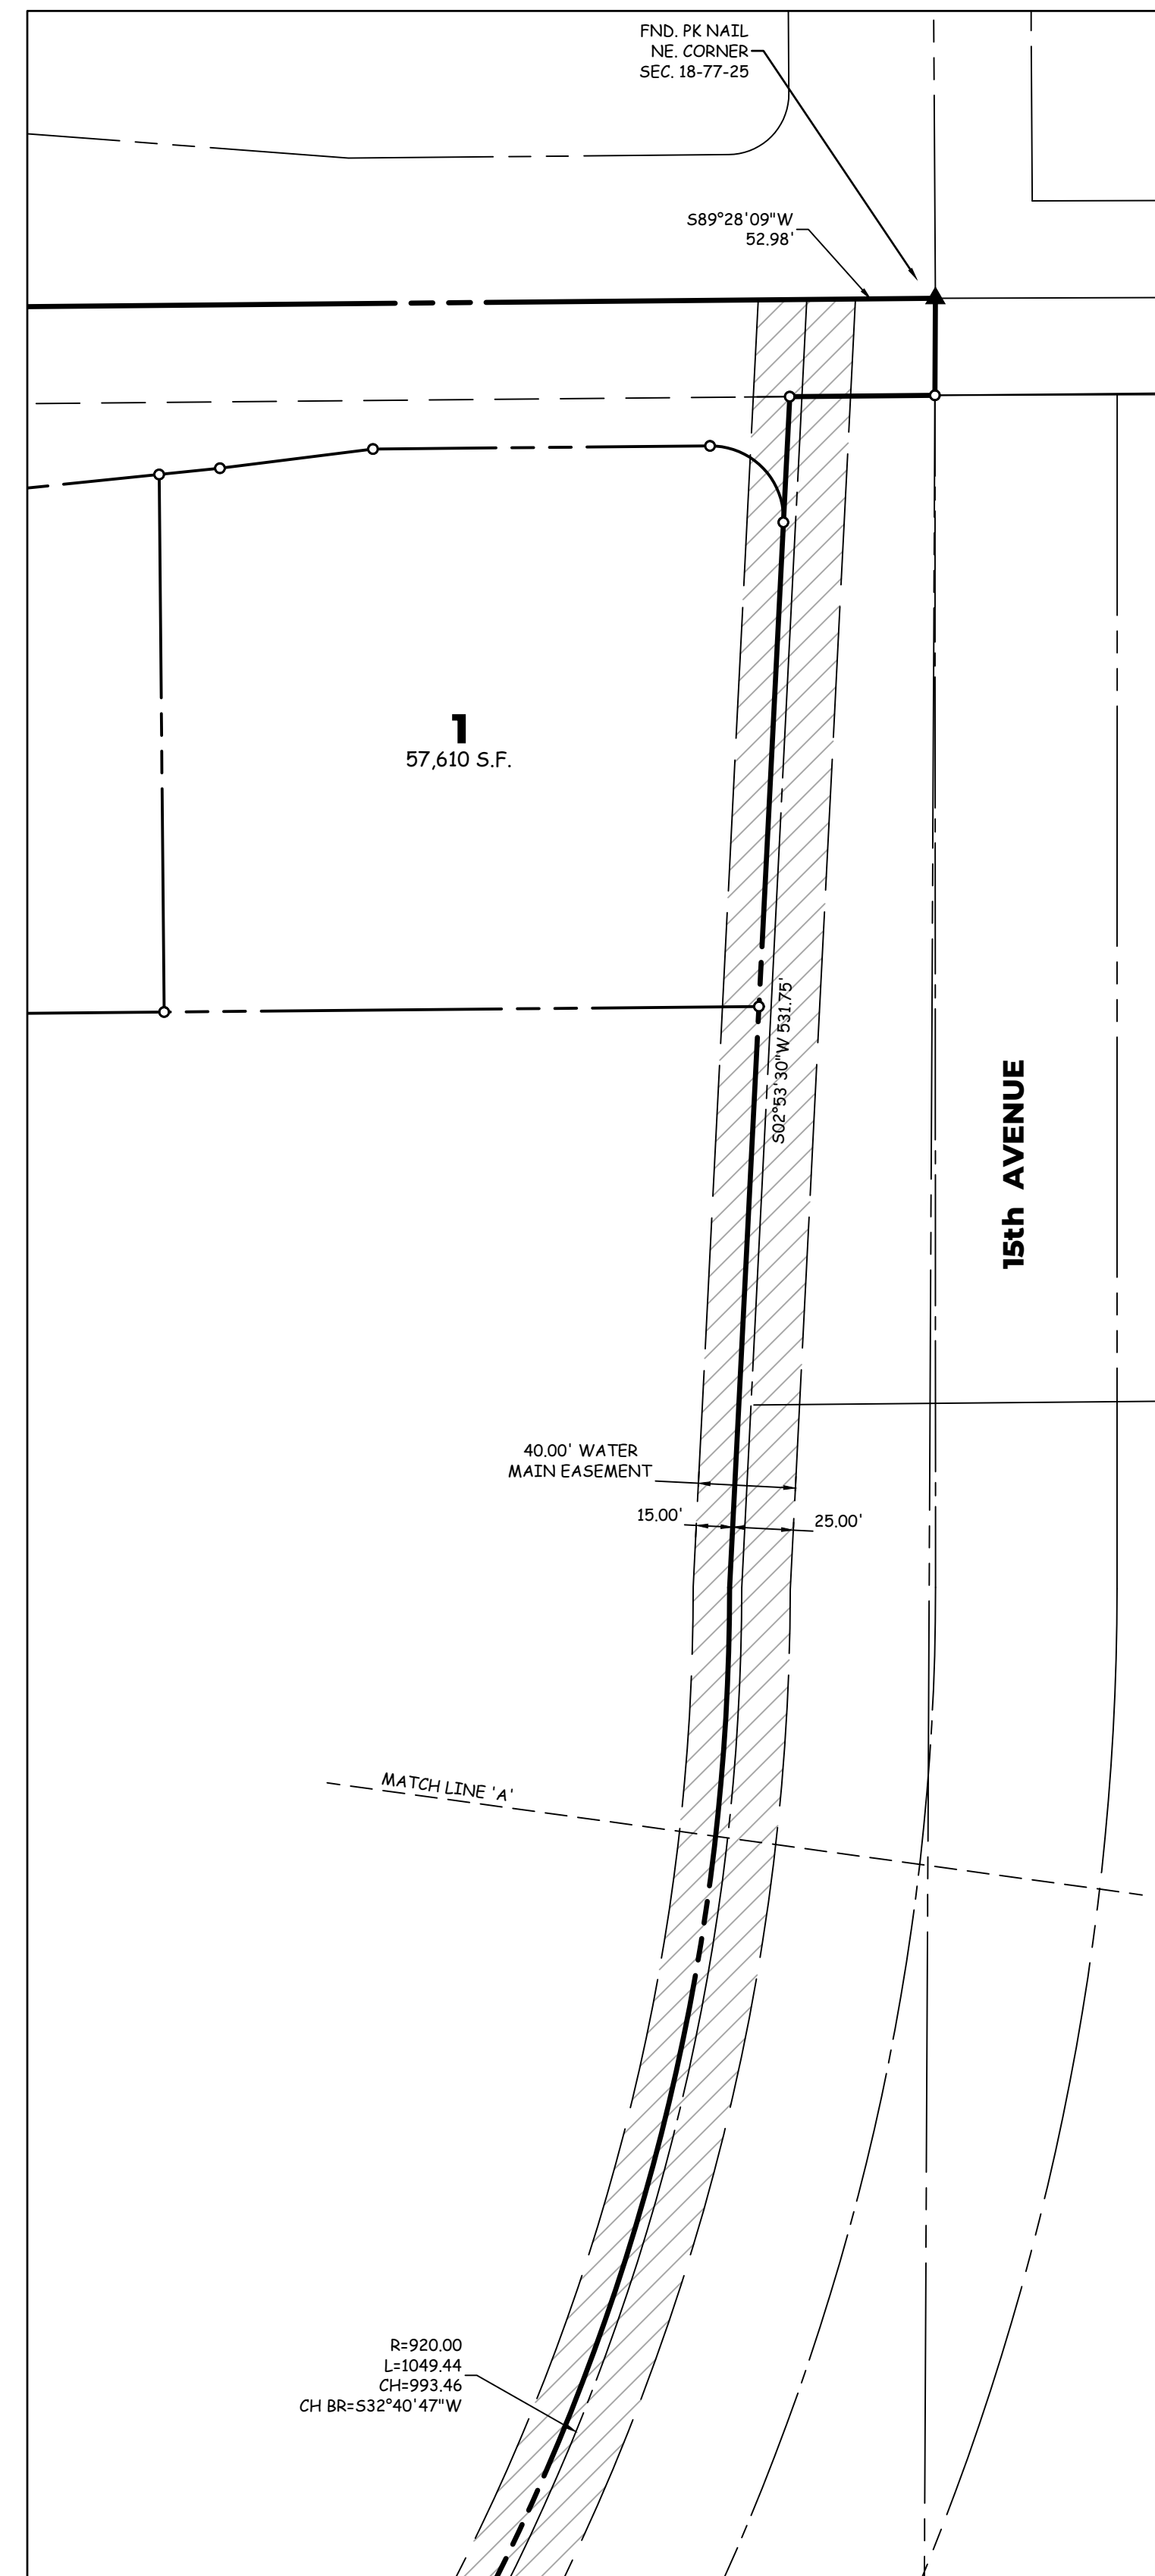 FND. PK NAIL
NE. CORNER
SEC. 18-77-25
S89°28'09"W
52.98'
1
57,610 S.F.
S02°53'30"W 531.75'
15th AVENUE
40.00' WATER
MAIN EASEMENT
15.00'
25.00'
MATCH LINE 'A'
R=920.00
L=1049.44
CH=993.46
CH BR=S32°40'47"W